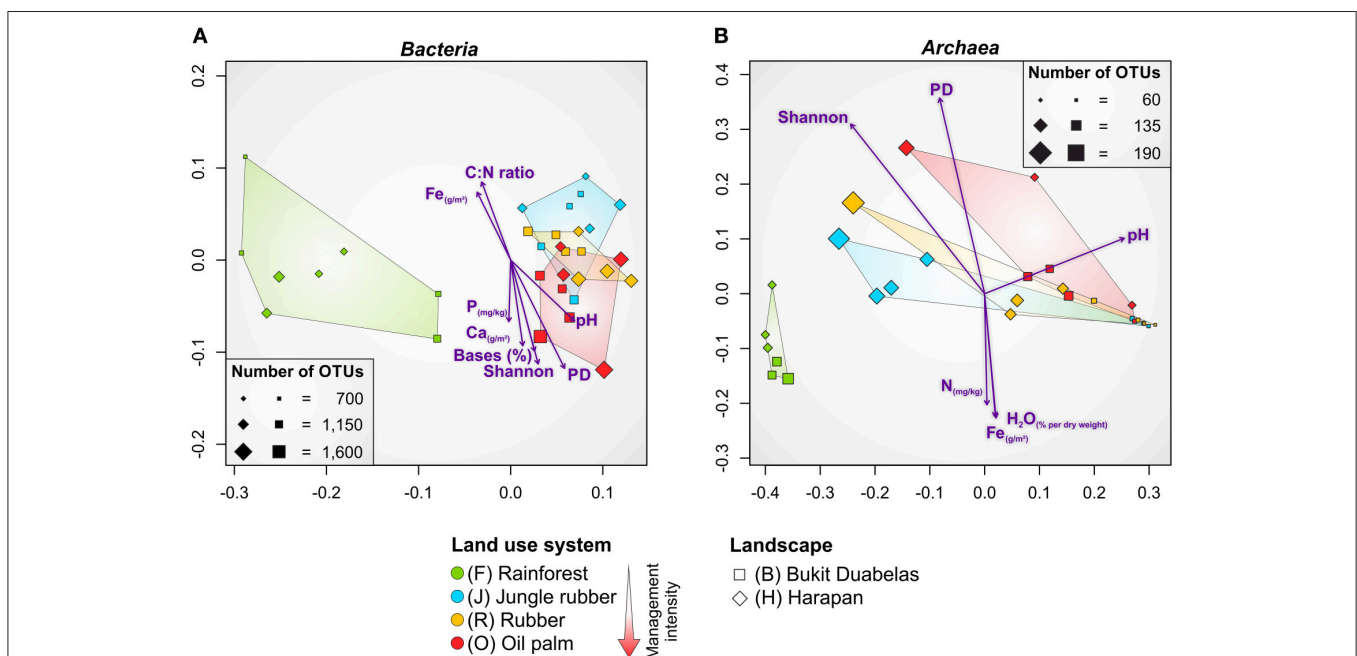 A
Bacteria
0.2
0.1
0.0
-0.1
-0.2
C:N ratio
Fe(g/m²)
P(mg/kg)
Ca(g/m²)
Bases (%)
Shannon
PD
pH
Number of OTUs
= 700
= 1,150
= 1,600
-0.3 -0.2 -0.1 0.0 0.1
B
Archaea
0.4
0.3
0.2
0.1
0.0
-0.1
-0.2
-0.3
PD
Shannon
pH
N(mg/kg)
H2O(% per dry weight)
Fe(g/m²)
Number of OTUs
= 60
= 135
= 190
-0.4 -0.3 -0.2 -0.1 0.0 0.1 0.2 0.3
Land use system
(F) Rainforest
(J) Jungle rubber
(R) Rubber
(O) Oil palm
Management
intensity
Landscape
(B) Bukit Duabelas
(H) Harapan